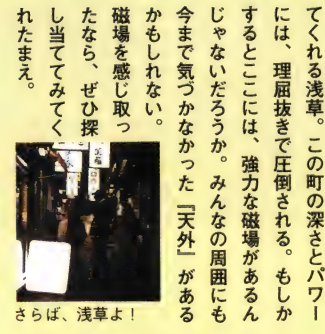 てくれる浅草。この町の深さとパワー
には、理屈抜きで圧倒される。もしか
するとここには、強力な磁場があるん
じゃないだろうか。みんなの周囲にも
今まで気づかなかった『天外』がある
かもしれない。
磁場を感じ取っ
たなら、ぜひ探
し当ててみてく
れたまえ。
さらば、浅草よ！